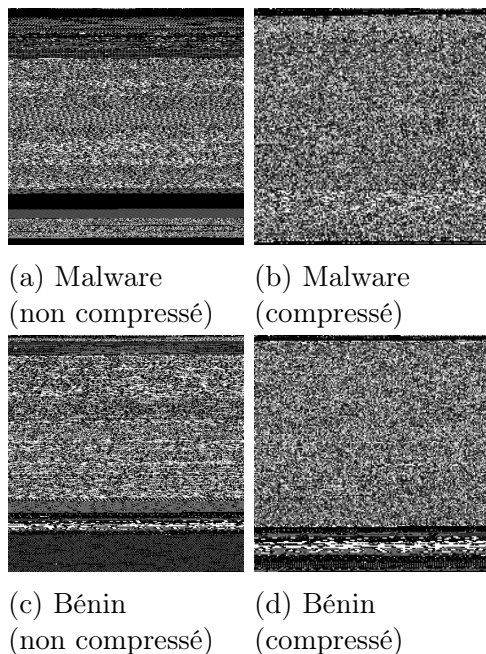 (a) Malware
(non compressé)
(b) Malware
(compressé)
(c) Bénin
(non compressé)
(d) Bénin
(compressé)